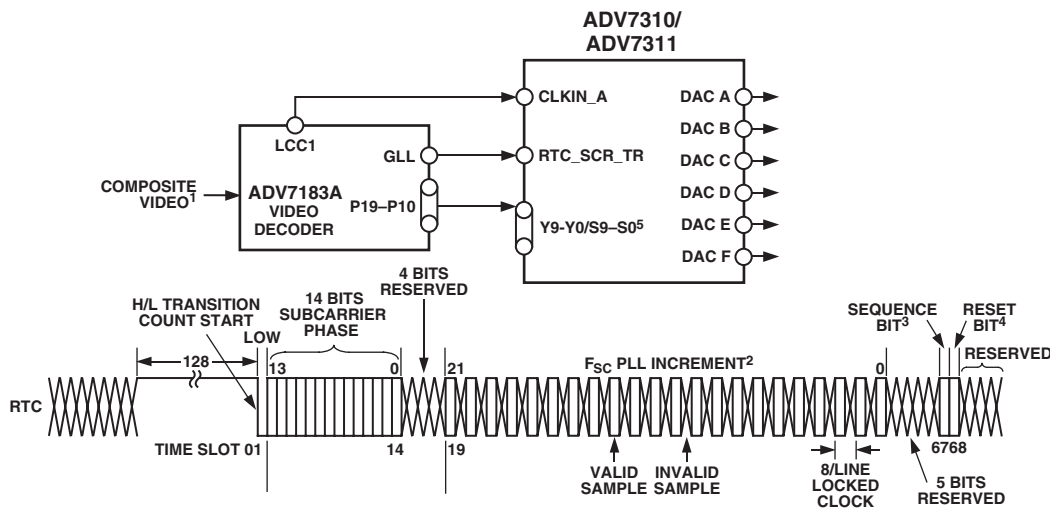 ADV7310/
ADV7311
CLKIN_A
DAC A
DAC B
LCC1
GLL
RTC_SCR_TR
DAC C
COMPOSITE
VIDEO1
ADV7183A
VIDEO
DECODER
P19–P10
DAC D
Y9-Y0/S9–S05
DAC E
DAC F
4 BITS
RESERVED
H/L TRANSITION
COUNT START
14 BITS
SUBCARRIER
PHASE
SEQUENCE
BIT3
RESET
BIT4
LOW
128
13
0
21
FSC PLL INCREMENT2
0
RESERVED
RTC
TIME SLOT 01
14
19
6768
VALID
SAMPLE
INVALID
SAMPLE
8/LINE
LOCKED
CLOCK
5 BITS
RESERVED